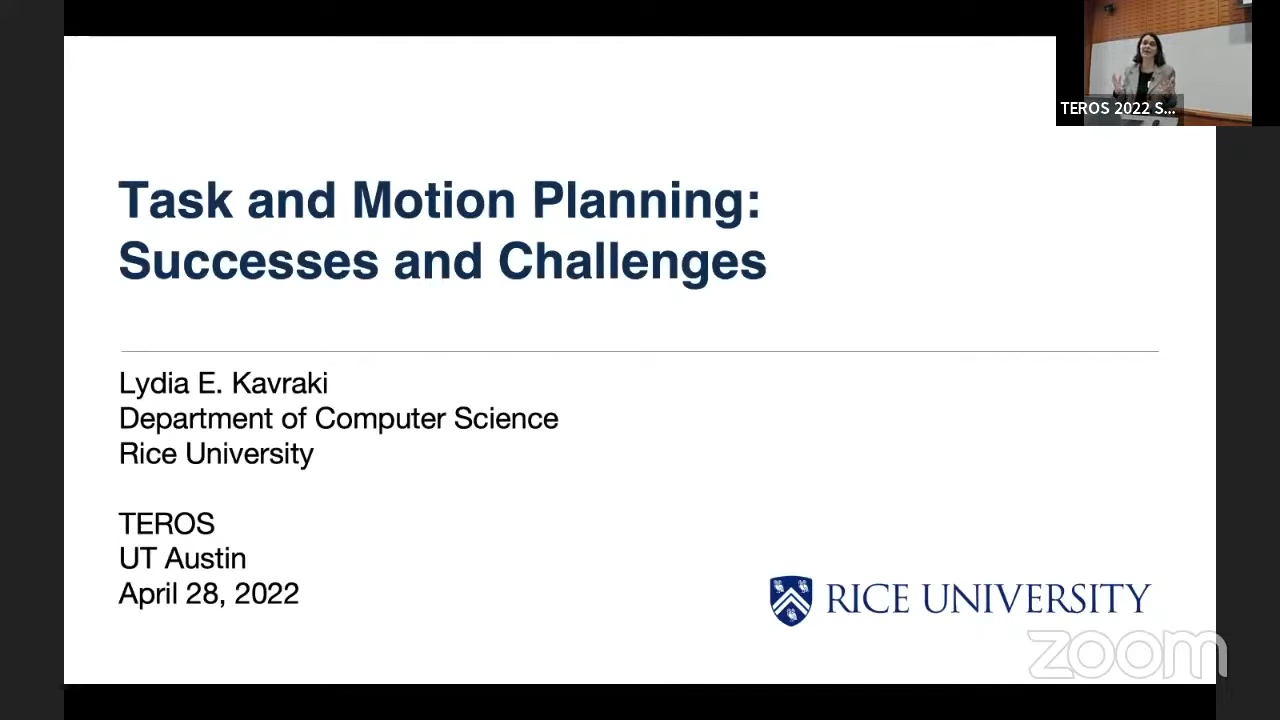 TEROS 2022 S...
Task and Motion Planning:
Successes and Challenges
Lydia E. Kavraki
Department of Computer Science
Rice University
TEROS
UT Austin
April 28, 2022
RICE UNIVERSITY
zoom